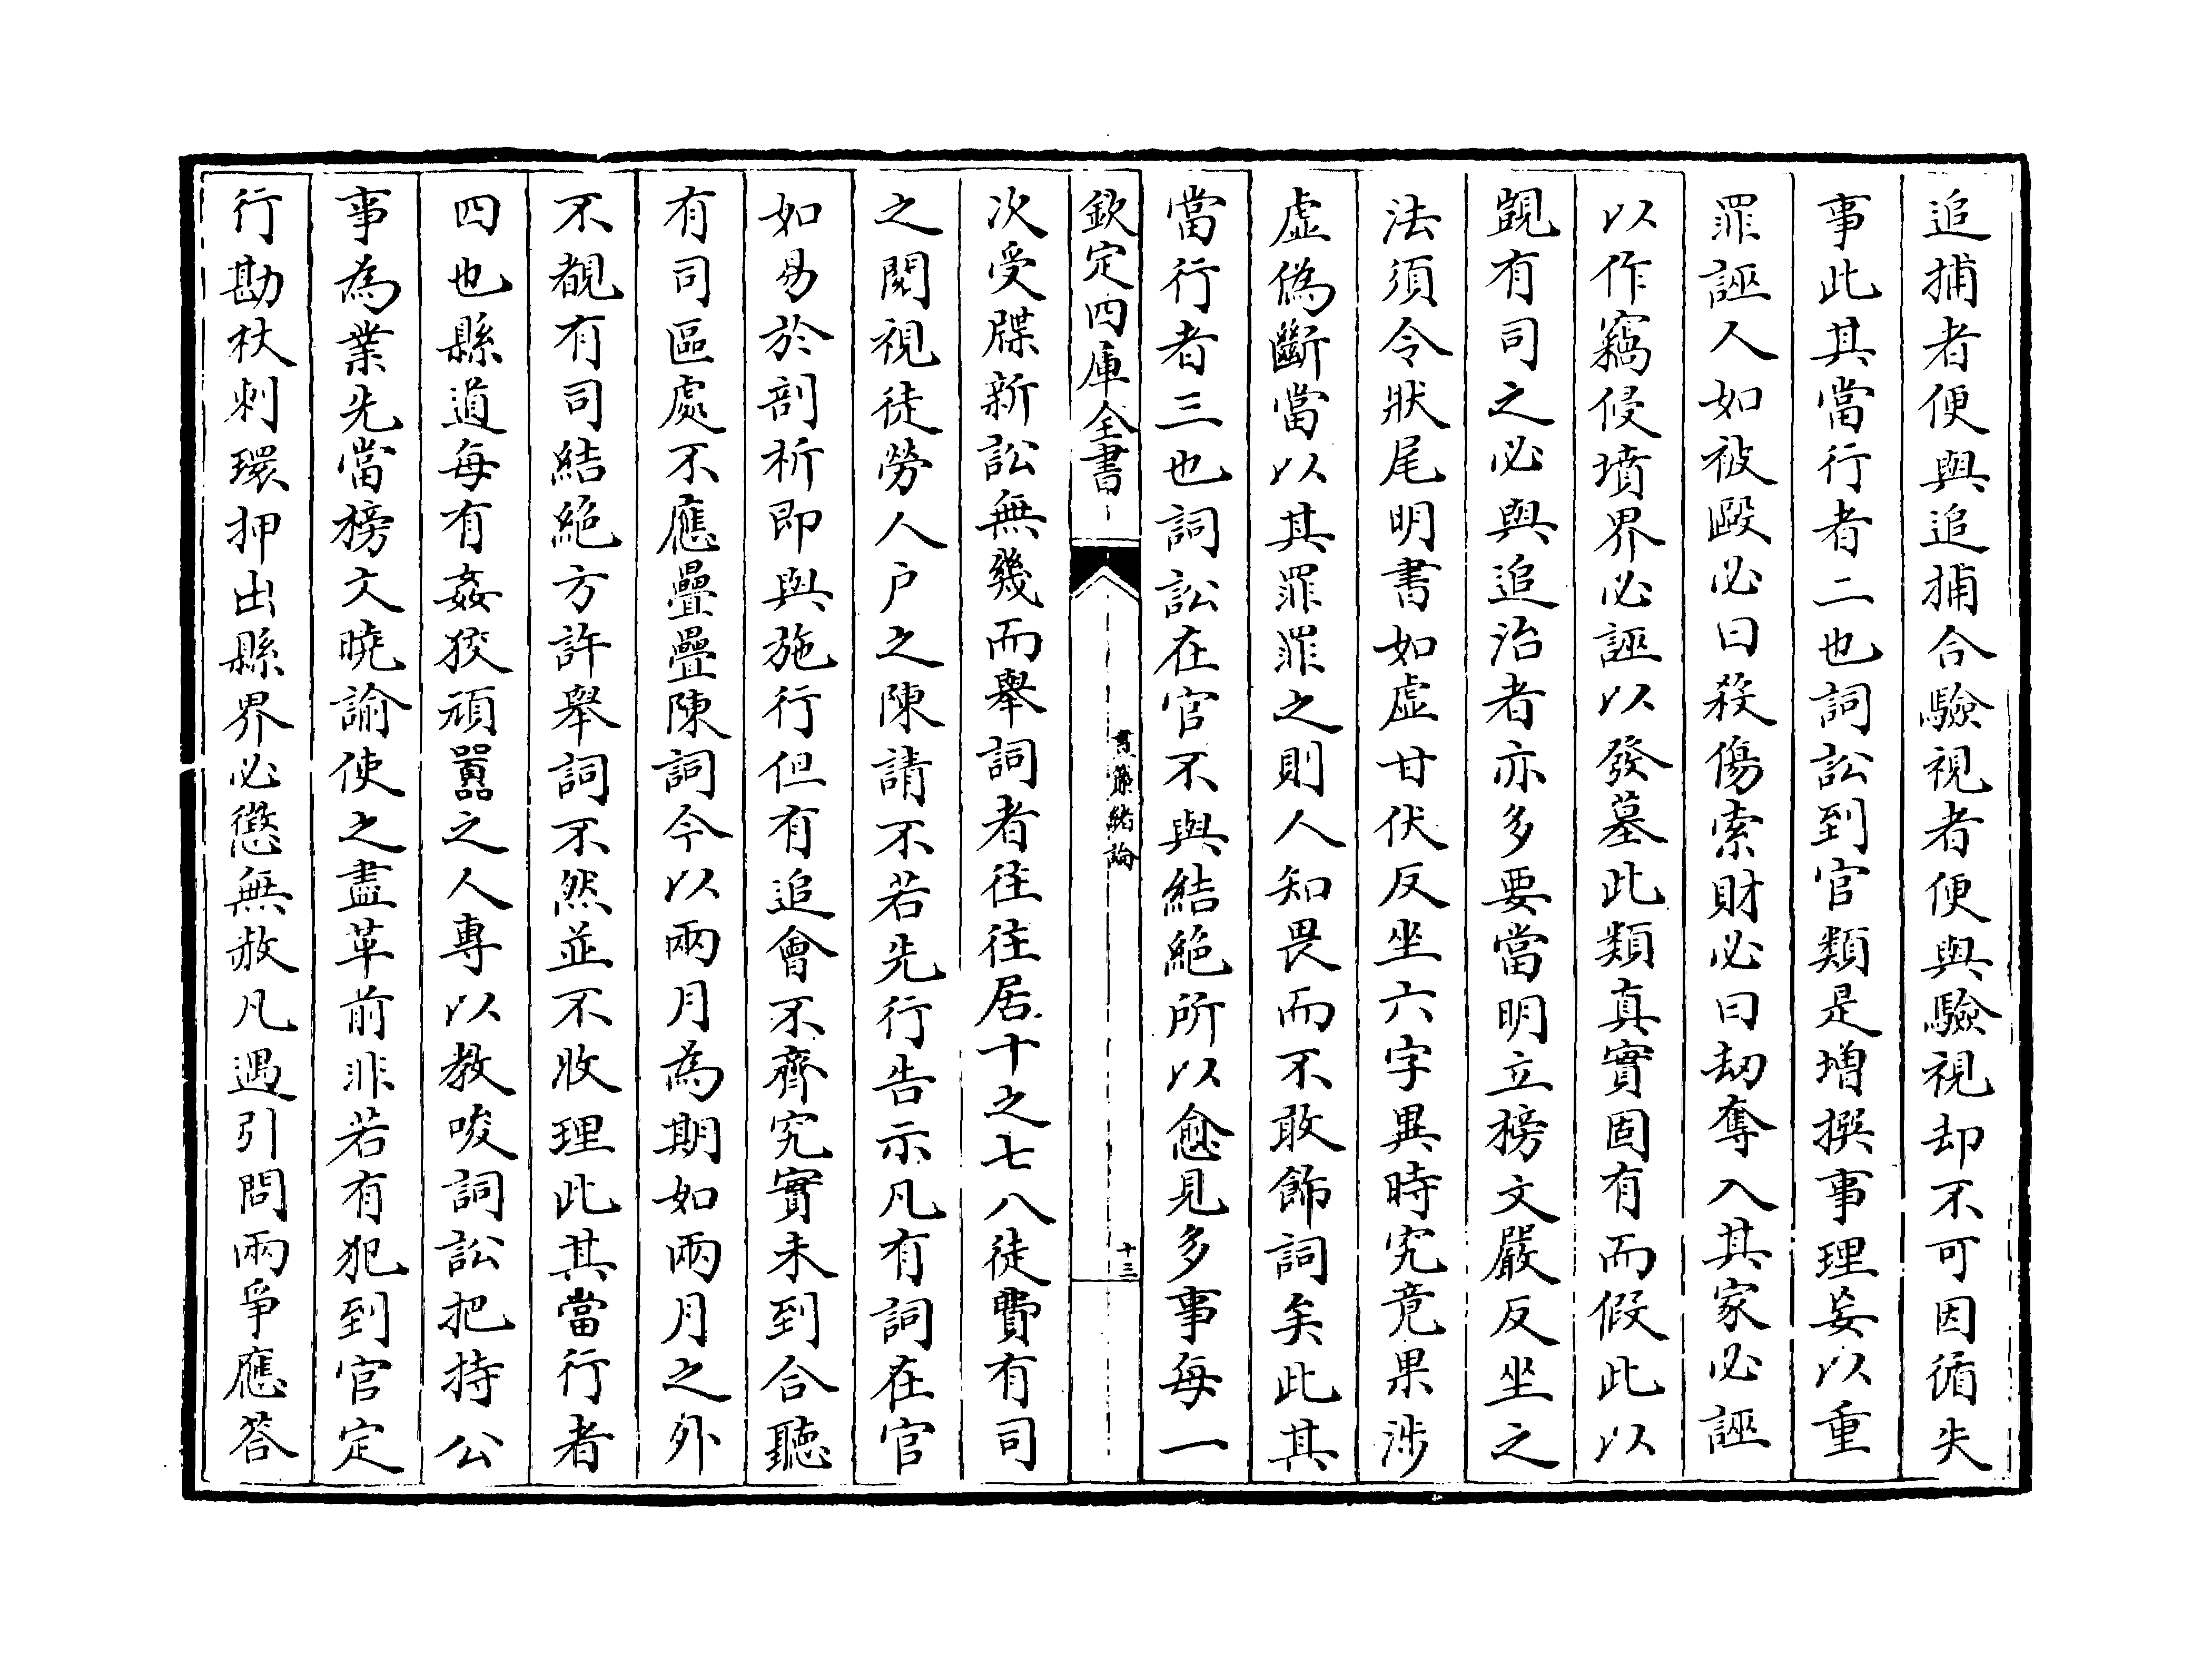 追捕者便與追捕合驗視者便與驗視却不可因循失
事此其當行者二也詞訟到官類是増撰事理妄以重
罪誣人如被毆必曰殺傷索財必曰刼奪入其家必誣
以作竊侵墳界必誣以發墓此類真實固有而假此以
覬有司之必與追治者亦多要當明立榜文嚴反坐之
法須令狀尾明書如虛甘伏反坐六字異時究竟果涉
虛偽斷當以其罪罪之則人知畏而不敢飾詞矣此其
當行者三也詞訟在官不與結絶所以愈見多事每一
欽定四庫全書
晝簾緒論
十三
次受牒新訟無幾而舉詞者往往居十之七八徒費有司
之閱視徒勞人户之陳請不若先行告示凡有詞在官
如易於剖析即與施行但有追會不齊究實未到合聽
有司區處不應疊疊陳詞今以兩月為期如兩月之外
不覩有司結絶方許舉詞不然並不收理此其當行者
四也縣道每有姦狡頑嚚之人專以教唆詞訟把持公
事為業先當榜文曉諭使之盡革前非若有犯到官定
行勘杖刺環押出縣界必懲無赦凡遇引問兩爭應答